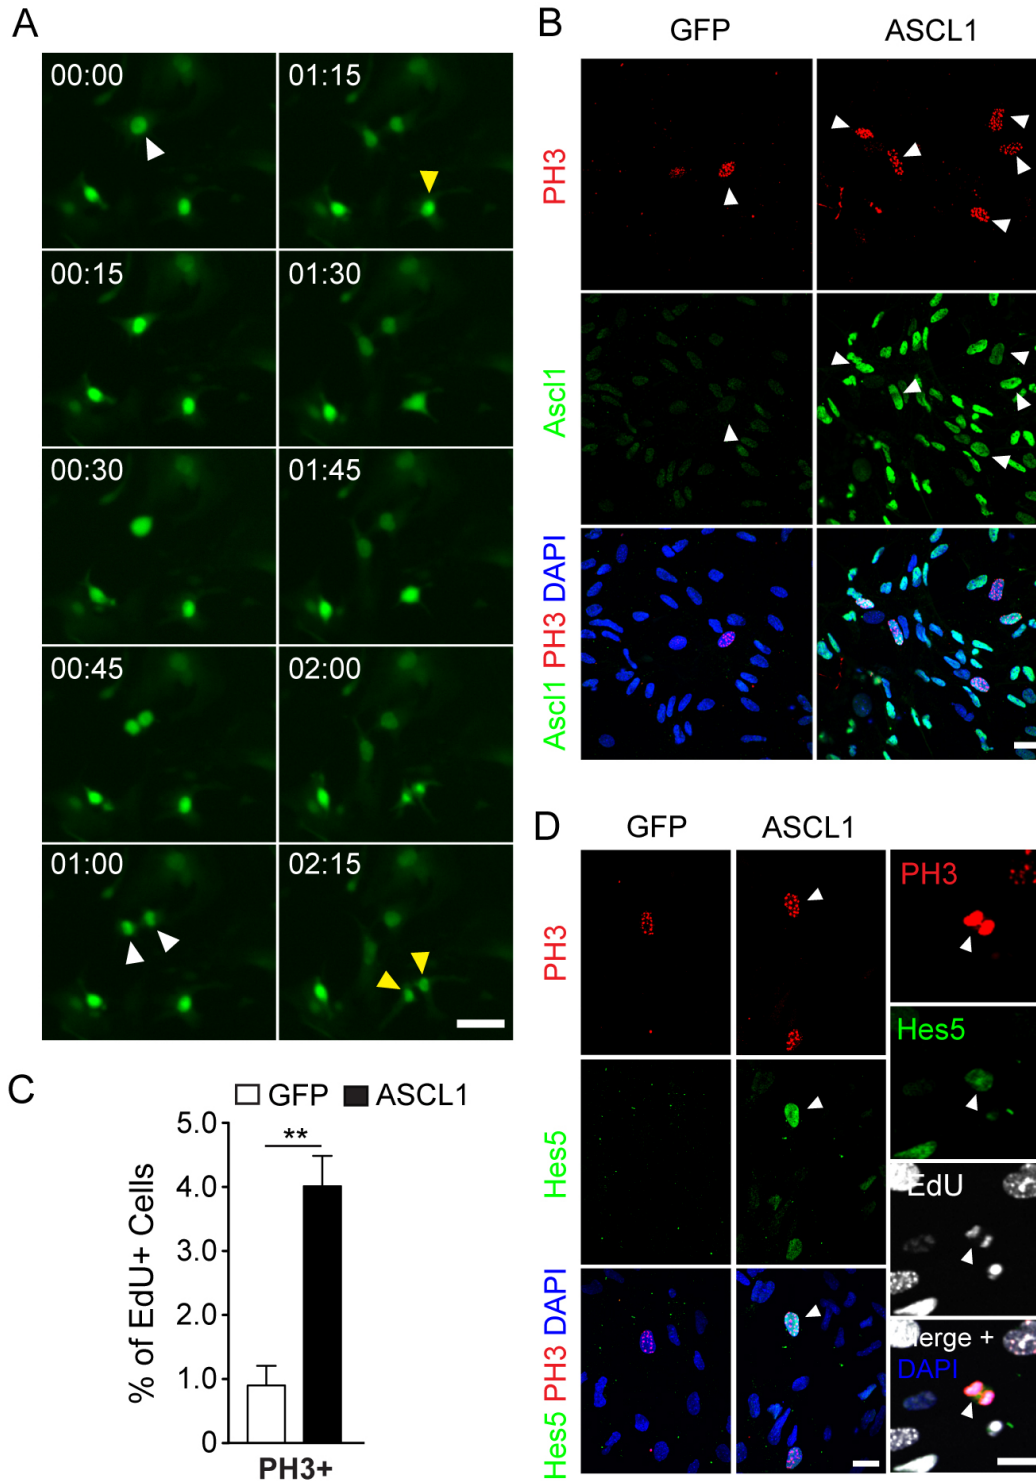 A
00:00
01:15
00:15
01:30
00:30
01:45
00:45
02:00
01:00
02:15
B
GFP
ASCL1
PH3
Ascl1
Ascl1 PH3 DAPI
C
GFP
ASCL1
% of EdU+ Cells
5.0
**
4.0
3.0
2.0
1.0
0
PH3+
D
GFP
ASCL1
PH3
Hes5
Hes5 PH3 DAPI
PH3
Hes5
EdU
Merge +
DAPI